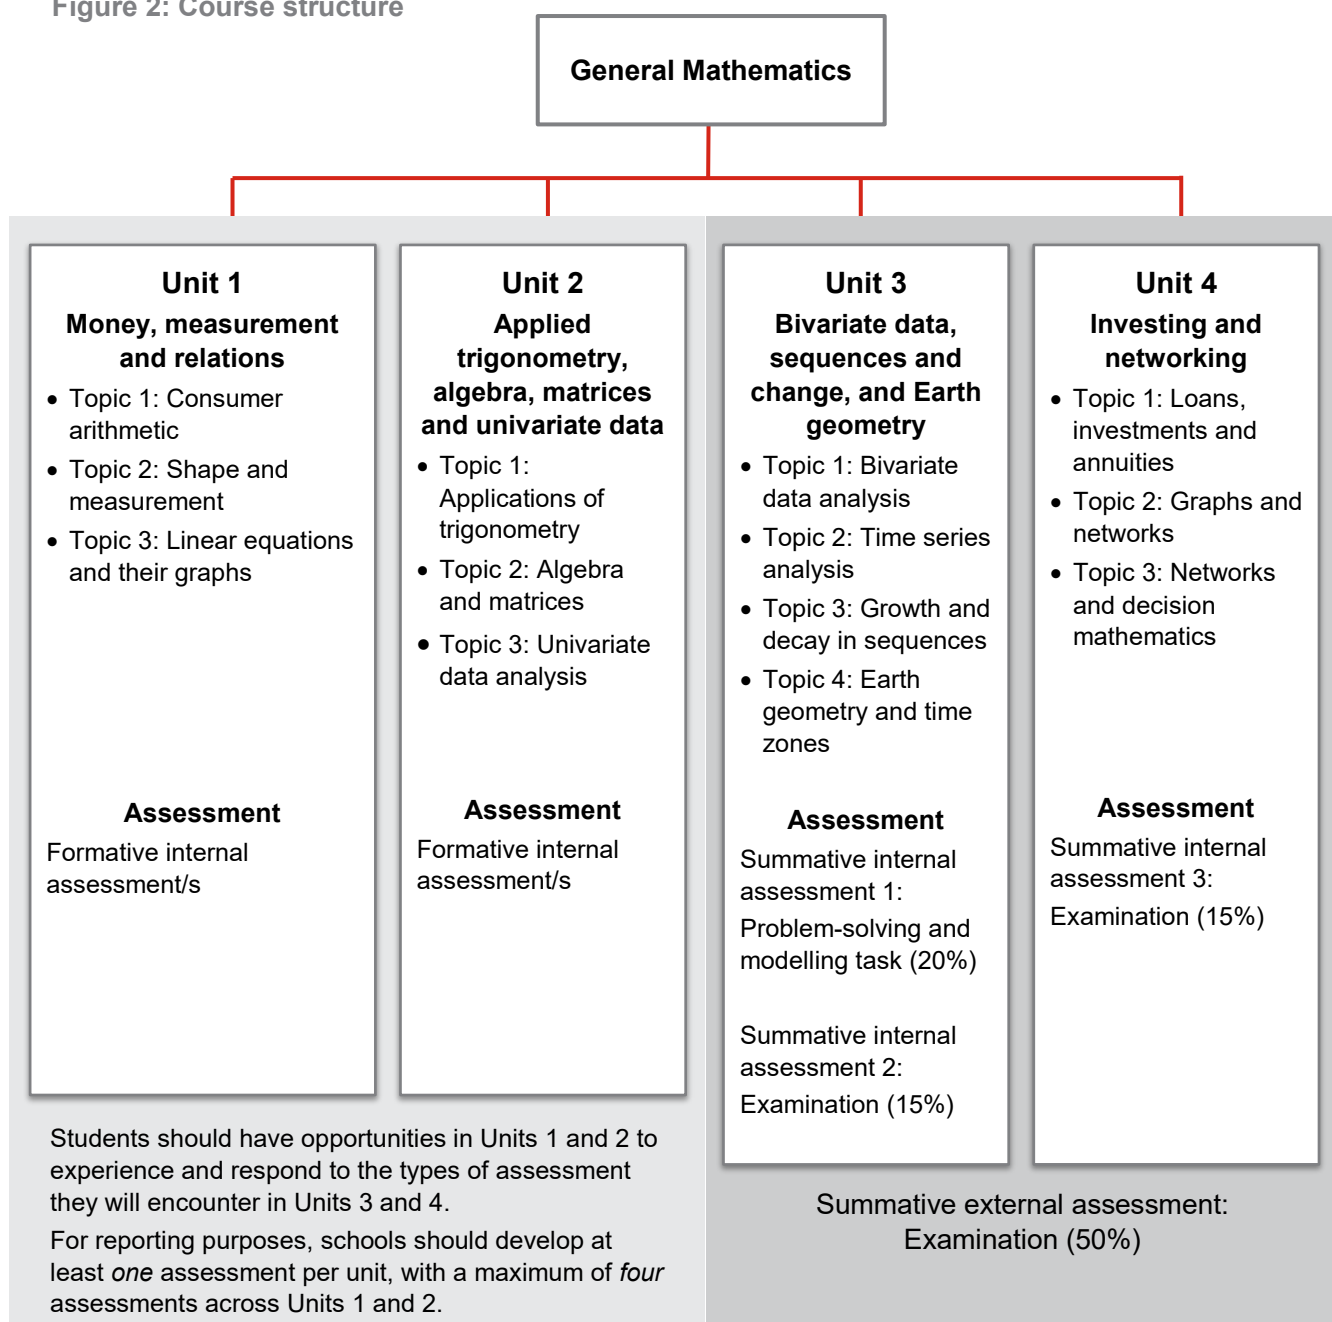 Figure 2: Course structure
General Mathematics
Unit 1
Money, measurement
and relations
• Topic 1: Consumer
arithmetic
• Topic 2: Shape and
measurement
• Topic 3: Linear equations
and their graphs
Assessment
Formative internal
assessment/s
Unit 2
Applied
trigonometry,
algebra, matrices
and univariate data
• Topic 1:
Applications of
trigonometry
• Topic 2: Algebra
and matrices
• Topic 3: Univariate
data analysis
Assessment
Formative internal
assessment/s
Unit 3
Bivariate data,
sequences and
change, and Earth
geometry
• Topic 1: Bivariate
data analysis
• Topic 2: Time series
analysis
• Topic 3: Growth and
decay in sequences
• Topic 4: Earth
geometry and time
zones
Assessment
Summative internal
assessment 1:
Problem-solving and
modelling task (20%)
Summative internal
assessment 2:
Examination (15%)
Unit 4
Investing and
networking
• Topic 1: Loans,
investments and
annuities
• Topic 2: Graphs and
networks
• Topic 3: Networks
and decision
mathematics
Assessment
Summative internal
assessment 3:
Examination (15%)
Students should have opportunities in Units 1 and 2 to
experience and respond to the types of assessment
they will encounter in Units 3 and 4.
For reporting purposes, schools should develop at
least one assessment per unit, with a maximum of four
assessments across Units 1 and 2.
Summative external assessment:
Examination (50%)